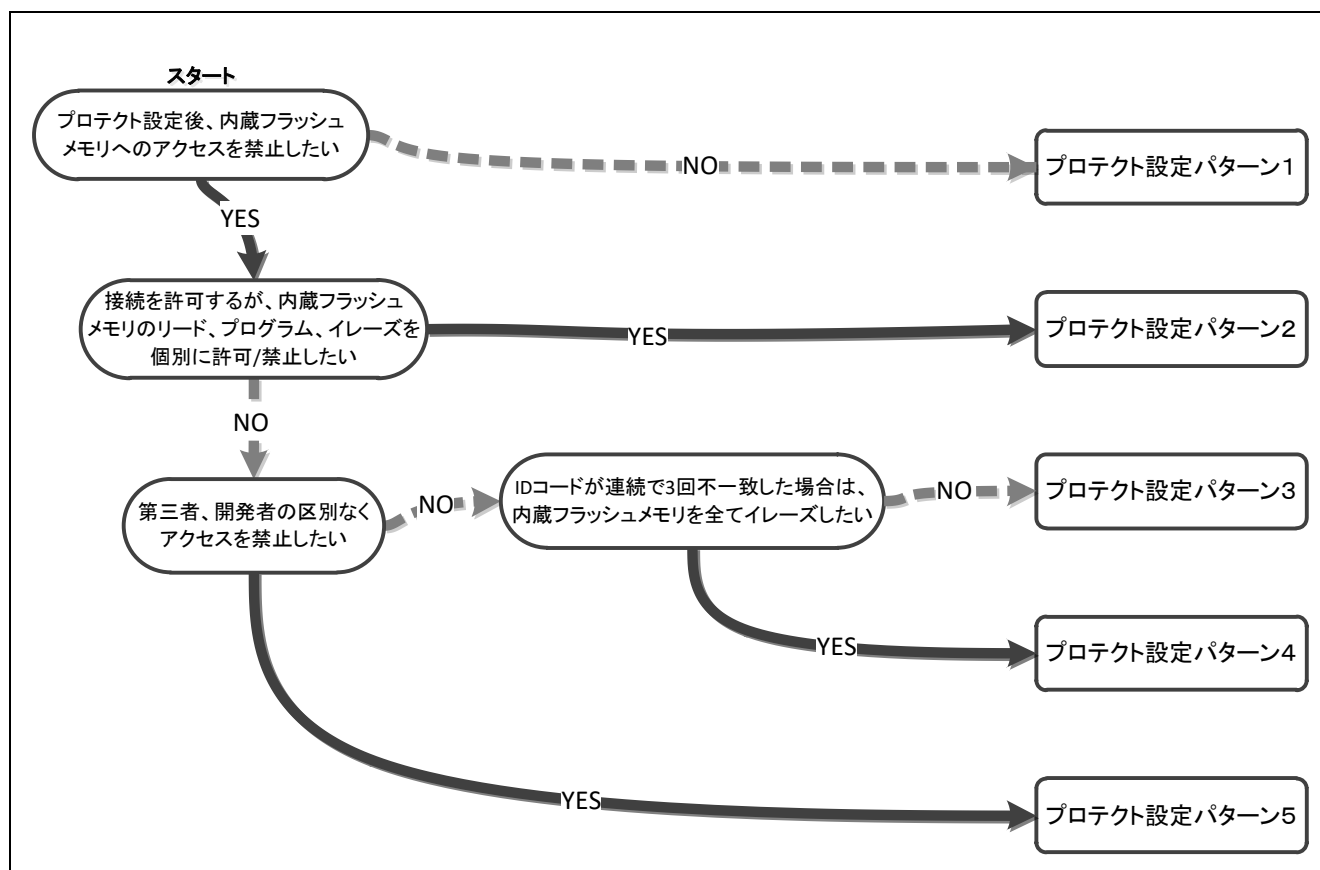 スタート
プロテクト設定後、内蔵フラッシュ
メモリへのアクセスを禁止したい
NO
プロテクト設定パターン1
YES
接続を許可するが、内蔵フラッシュ
メモリのリード、プログラム、イレーズを
個別に許可/禁止したい
YES
プロテクト設定パターン2
NO
第三者、開発者の区別なく
アクセスを禁止したい
NO
IDコードが連続で3回不一致した場合は、
内蔵フラッシュメモリを全てイレーズしたい
NO
プロテクト設定パターン3
YES
プロテクト設定パターン4
YES
プロテクト設定パターン5